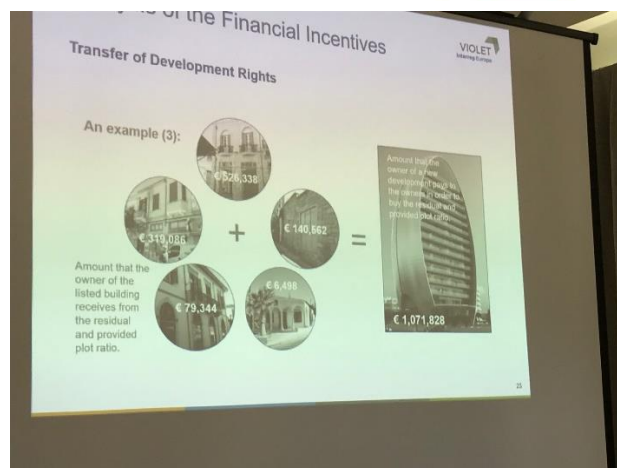 of the Financial Incentives
VIOLET
Interreg Europe
Transfer of Development Rights
An example (3):
€ 526,338
€ 319,086
+
€ 140,562
=
€ 79,344
€ 6,498
Amount that the
owner of the
listed building
receives from
the residual
and provided
plot ratio.
Amount that the
owner of a new
development pays to
the owners in order to
buy the residual and
provided plot ratio.
€ 1,071,828
25